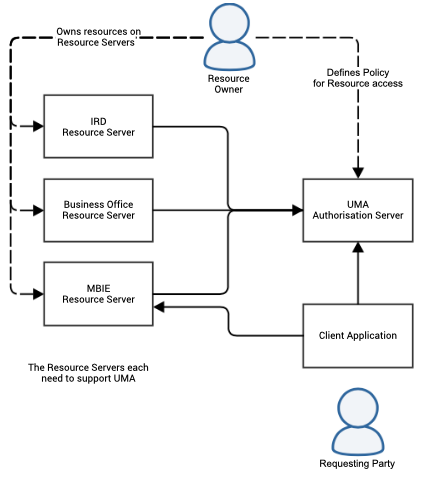 Owns resources on
Resource Servers
Resource
Owner
Defines Policy
for Resource access
IRD
Resource Server
Business Office
Resource Server
UMA
Authorisation Server
MBIE
Resource Server
Client Application
The Resource Servers each
need to support UMA
Requesting Party